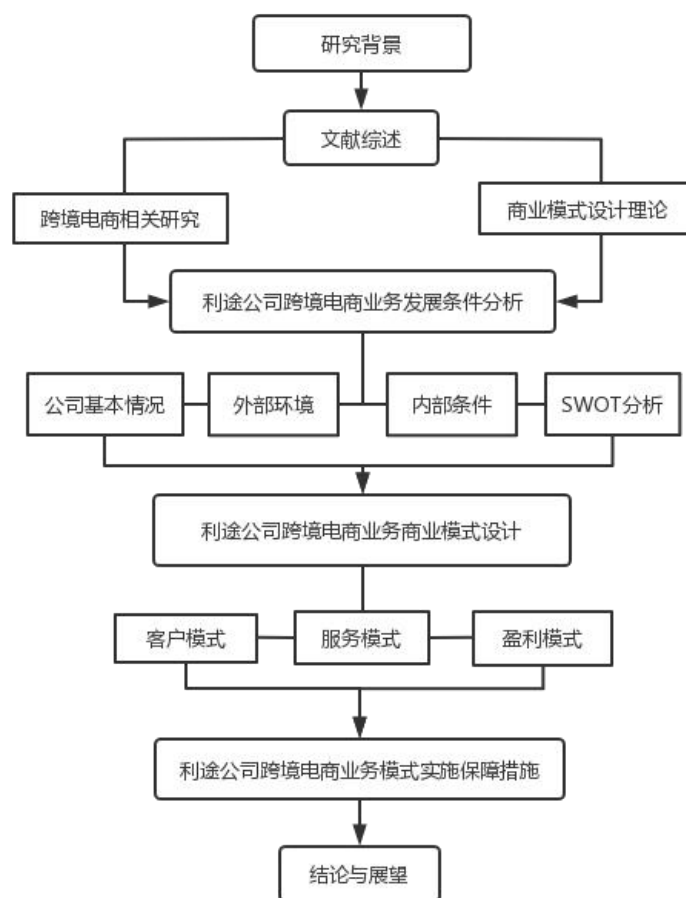 研究背景
文献综述
跨境电商相关研究
商业模式设计理论
利途公司跨境电商业务发展条件分析
公司基本情况
外部环境
内部条件
SWOT分析
利途公司跨境电商业务商业模式设计
客户模式
服务模式
盈利模式
利途公司跨境电商业务模式实施保障措施
结论与展望